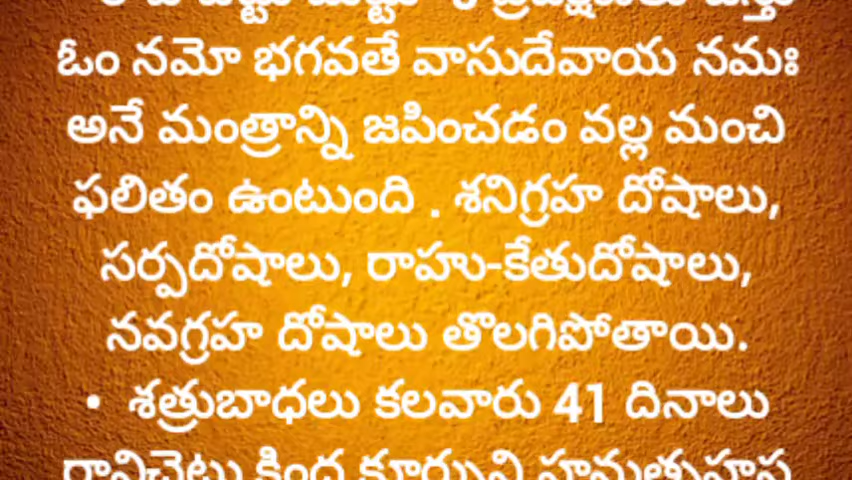 ఓం నమో భగవతే వాసుదేవాయ నమః
అనే మంత్రాన్ని జపించడం వల్ల మంచి
ఫలితం ఉంటుంది . శనిగ్రహ దోషాలు,
సర్పదోషాలు, రాహు-కేతుదోషాలు,
నవగ్రహ దోషాలు తొలగిపోతాయి.
• శత్రుబాధలు కలవారు 41 దినాలు
రావిచెట్టు కింద కూర్చుని